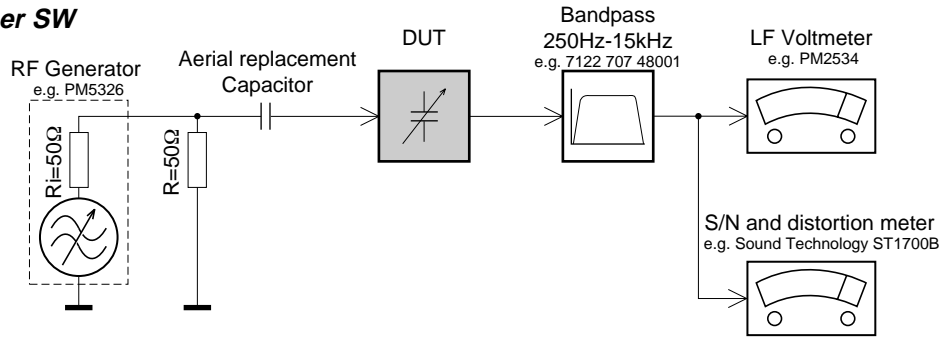 er SW
RF Generator
e.g. PM5326
Ri=50Ω
R=50Ω
Aerial replacement
Capacitor
DUT
Bandpass
250Hz-15kHz
e.g. 7122 707 48001
LF Voltmeter
e.g. PM2534
S/N and distortion meter
e.g. Sound Technology ST1700B